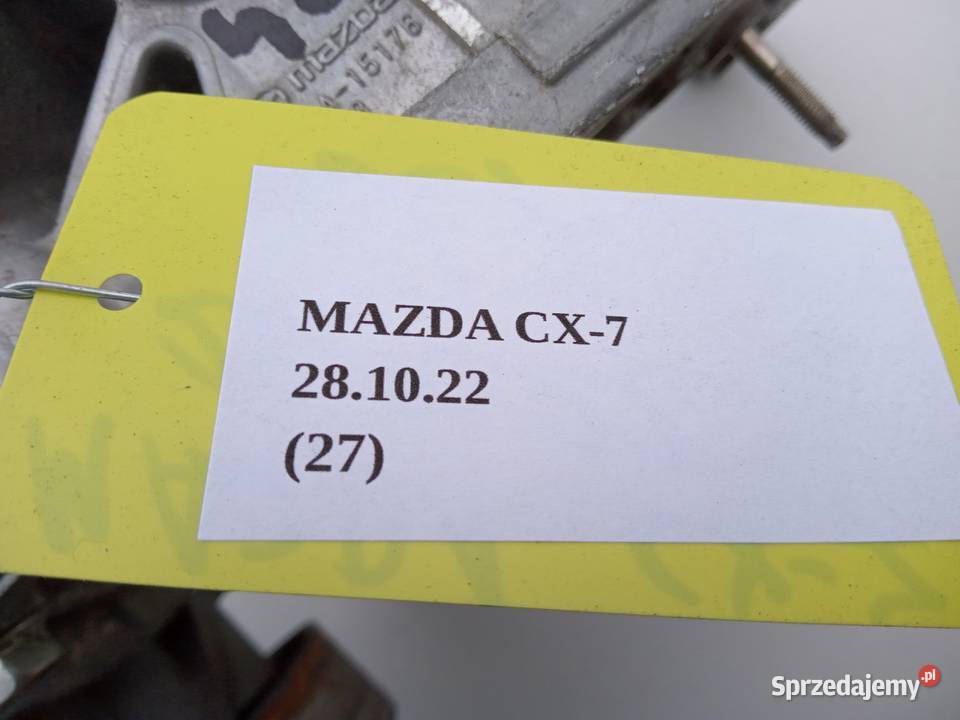 mazda
-15176
MAZDA CX-7
28.10.22
(27)
Sprzedajemy.pl